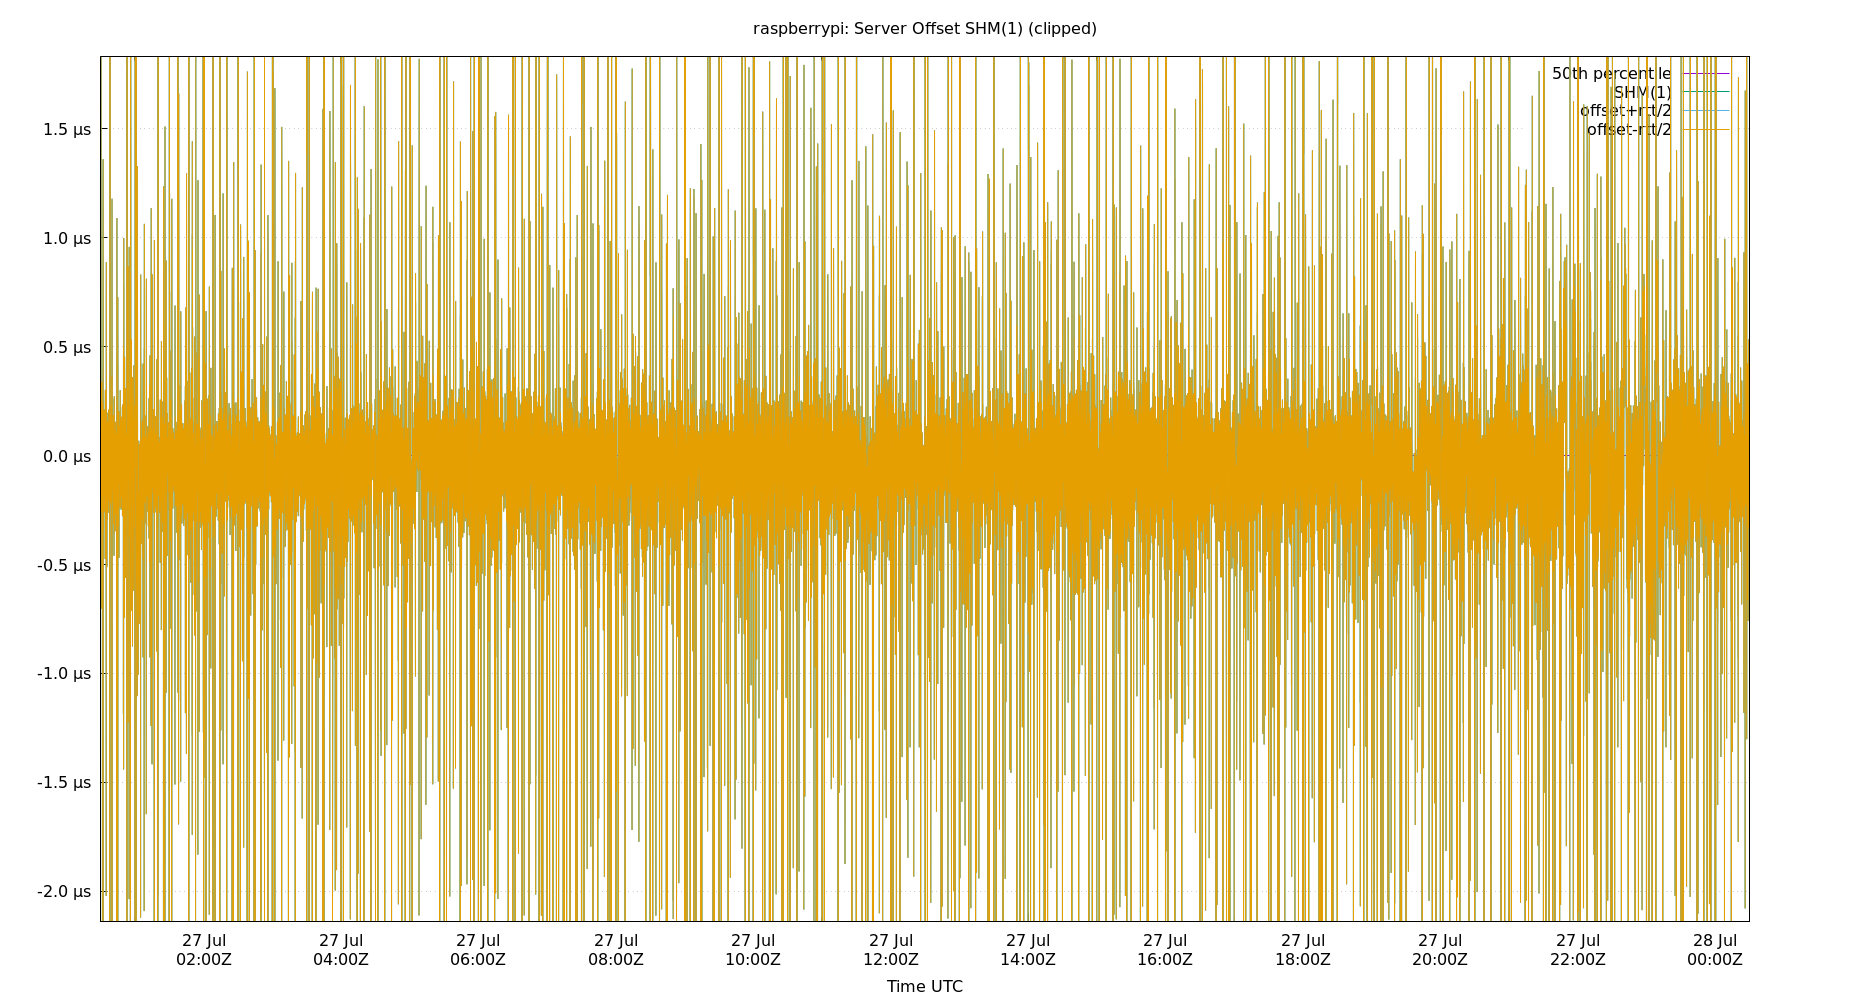 raspberrypi: Server Offset SHM(1) (clipped)
50th percentile
SHM(1)
offset+rtt/2
offset-rtt/2
1.5 µs
1.0 µs
0.5 µs
0.0 µs
-0.5 µs
-1.0 µs
-1.5 µs
-2.0 µs
27 Jul 27 Jul 27 Jul 27 Jul 27 Jul 27 Jul 27 Jul 27 Jul 27 Jul 27 Jul 27 Jul 28 Jul
02:00Z 04:00Z 06:00Z 08:00Z 10:00Z 12:00Z 14:00Z 16:00Z 18:00Z 20:00Z 22:00Z 00:00Z
Time UTC